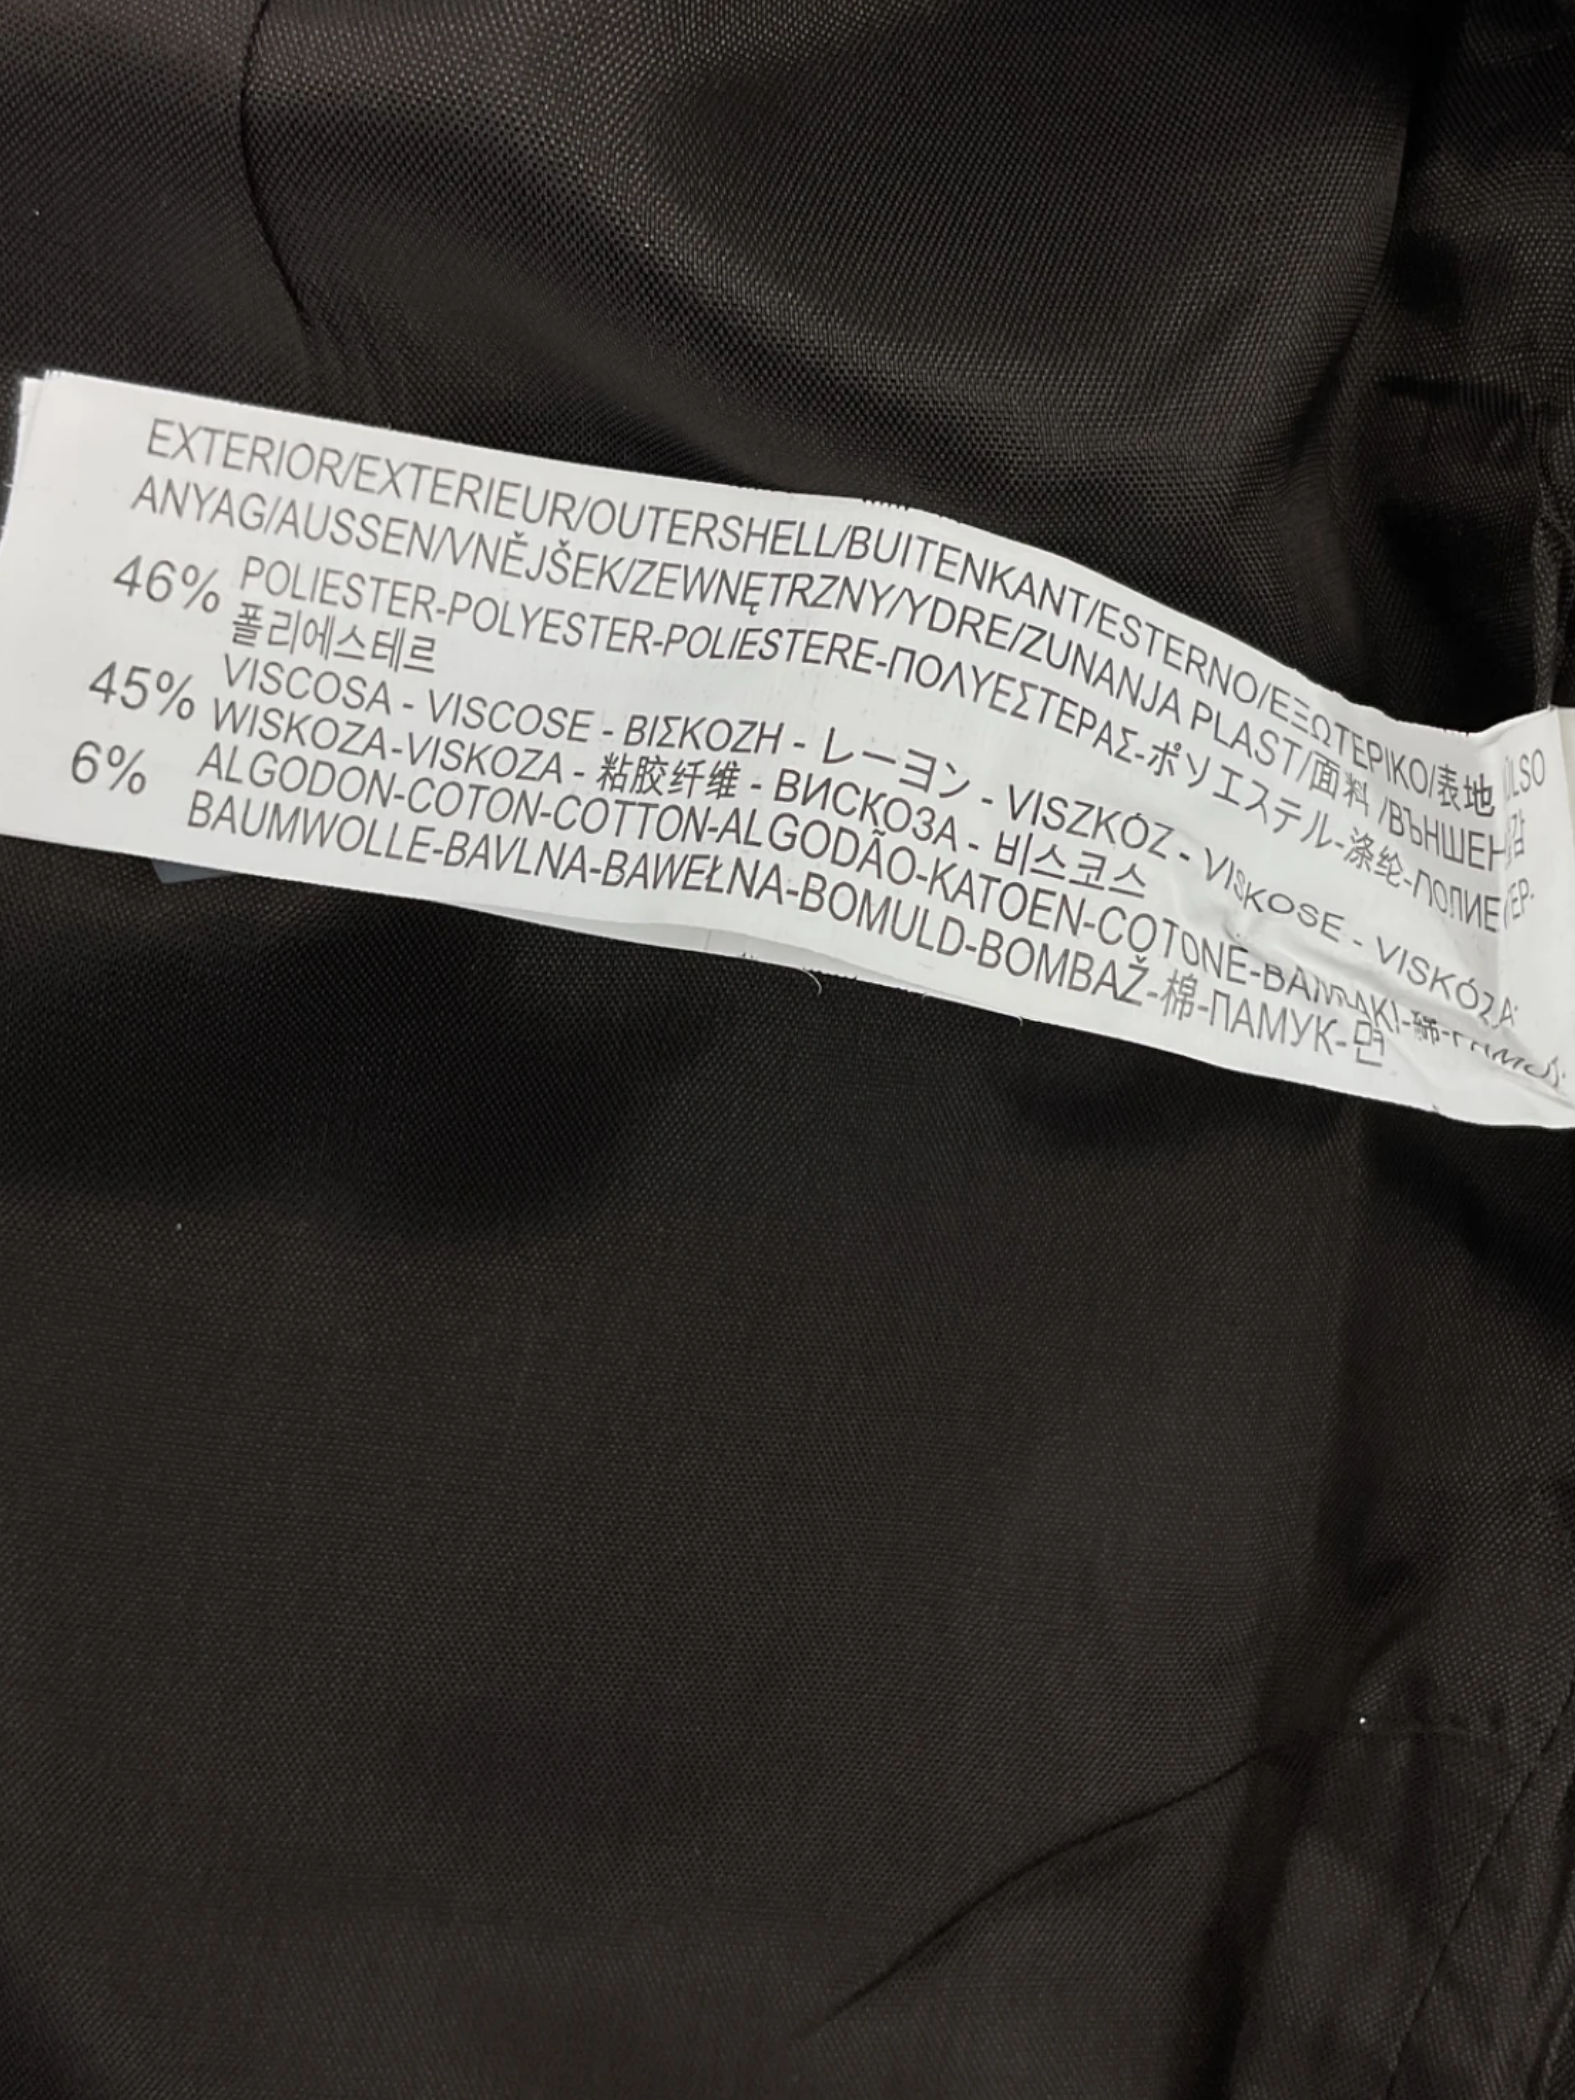 EXTERIOR/EXTERIEUR/OUTERSHELL/BUITENKANT/ESTERNO/ΕΞΩΤΕΡΙΚΟ/表地
ANYAG/AUSSEN/VNĚJŠEK/ZEWNĘTRZNY/YDRE/ZUNANJA PLAST/面料/ВЪНШЕН
46% POLIESTER-POLYESTER-POLIESTERE-ΠΟΛΥΕΣΤΕΡΑΣ-ポリエステル-涤纶-
폴리에스테르
45% VISCOSA - VISCOSE - ΒΙΣΚΟΖΗ - レーヨン - VISZKÓZ - VISKOSE - VISKÓZA-
WISKOZA-VISKOZA - 粘胶纤维 - ВИСКОЗА - 비스코스
6% ALGODON-COTON-COTTON-ALGODÃO-KATOEN-COTONE-
BAUMWOLLE-BAVLNA-BAWEŁNA-BOMULD-BOMBAŽ-棉-ПАМУК-면